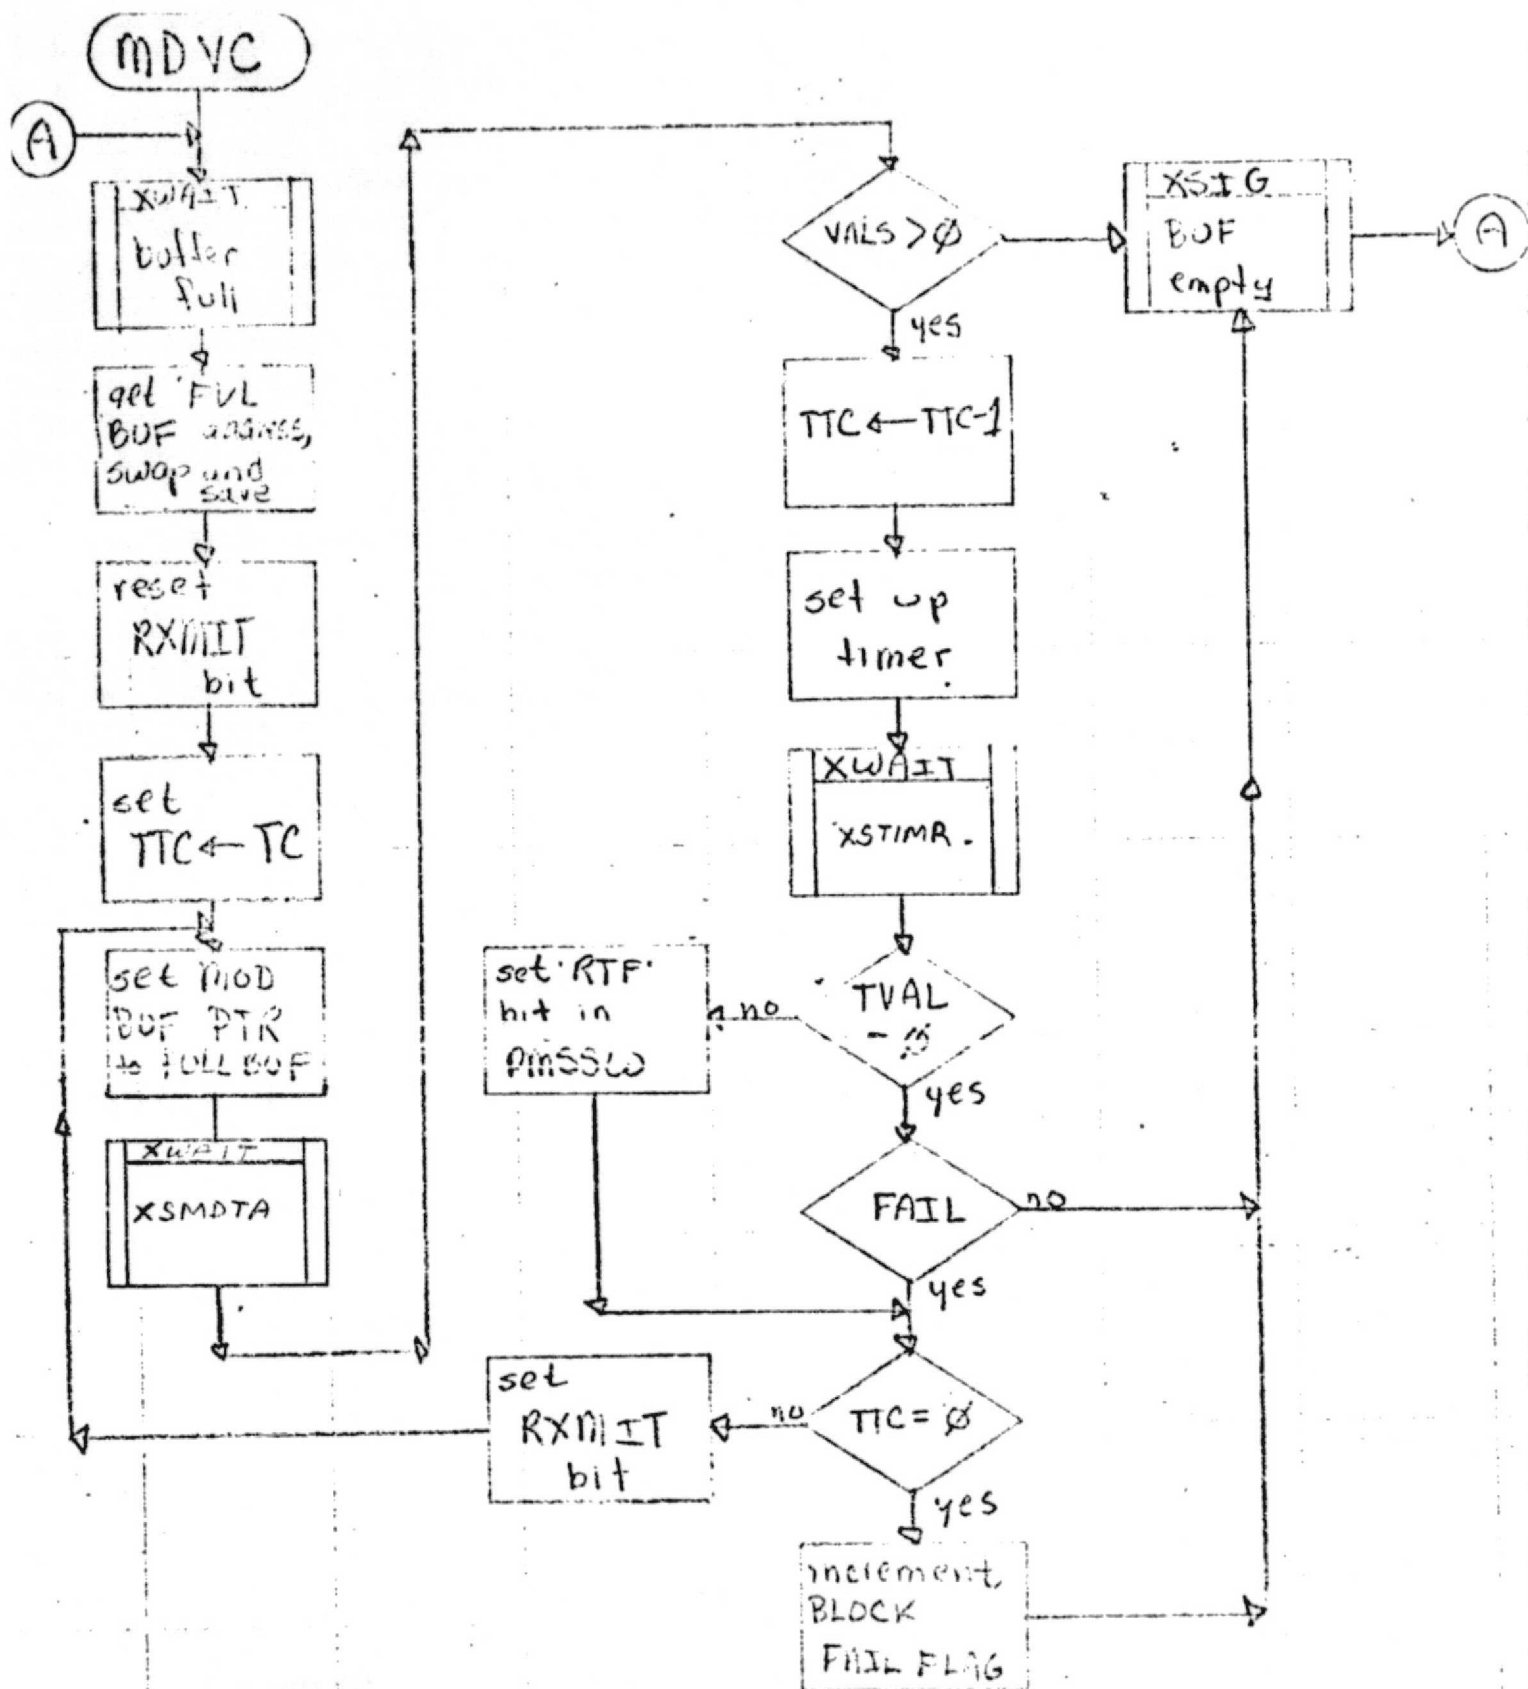 MDVC
A
XWAIT
buffer
full
get FUL
BUF address,
swap and
save
reset
RXMIT
bit
set
TTC ← TC
set MOD
BUF PTR
to FULL BUF
XWAIT
XSMDTA
VALS > Ø
yes
XSIG
BUF
empty
A
TTC ← TTC-1
set up
timer
XWAIT
XSTIMR.
TVAL
= Ø
no
set RTF
bit in
yes
FAIL
no
yes
TTC = Ø
no
set
RXMIT
bit
yes
increment
BLOCK
FAIL FLAG